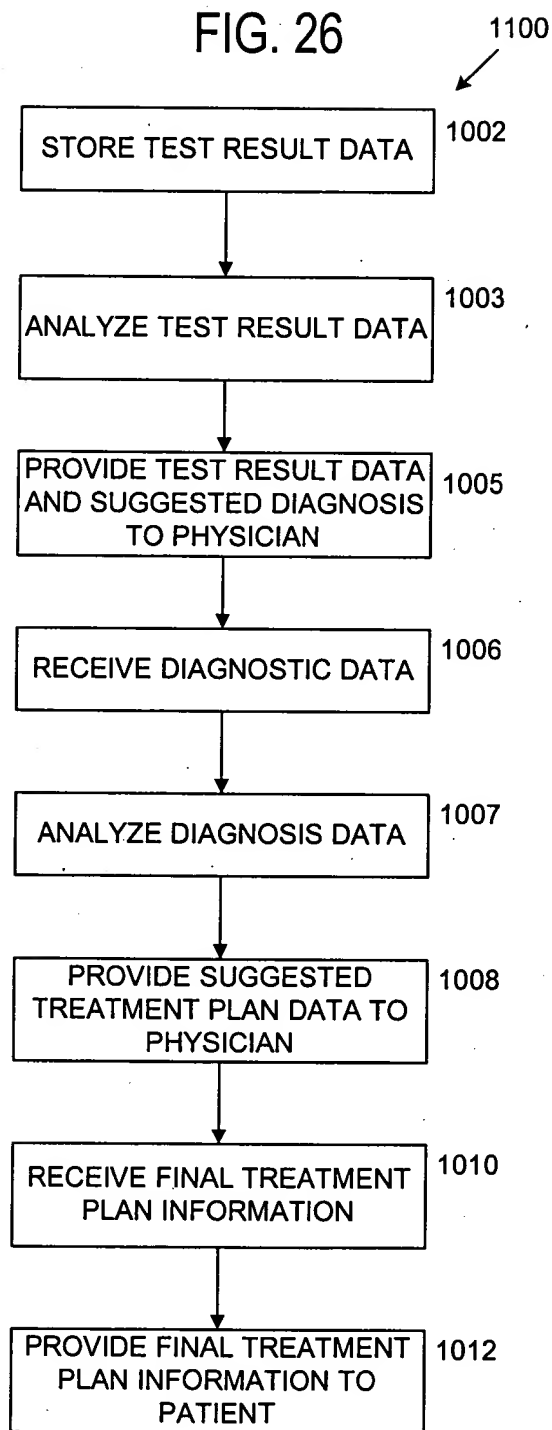 FIG. 26
1100
STORE TEST RESULT DATA
1002
ANALYZE TEST RESULT DATA
1003
PROVIDE TEST RESULT DATA
AND SUGGESTED DIAGNOSIS
TO PHYSICIAN
1005
RECEIVE DIAGNOSTIC DATA
1006
ANALYZE DIAGNOSIS DATA
1007
PROVIDE SUGGESTED
TREATMENT PLAN DATA TO
PHYSICIAN
1008
RECEIVE FINAL TREATMENT
PLAN INFORMATION
1010
PROVIDE FINAL TREATMENT
PLAN INFORMATION TO
PATIENT
1012